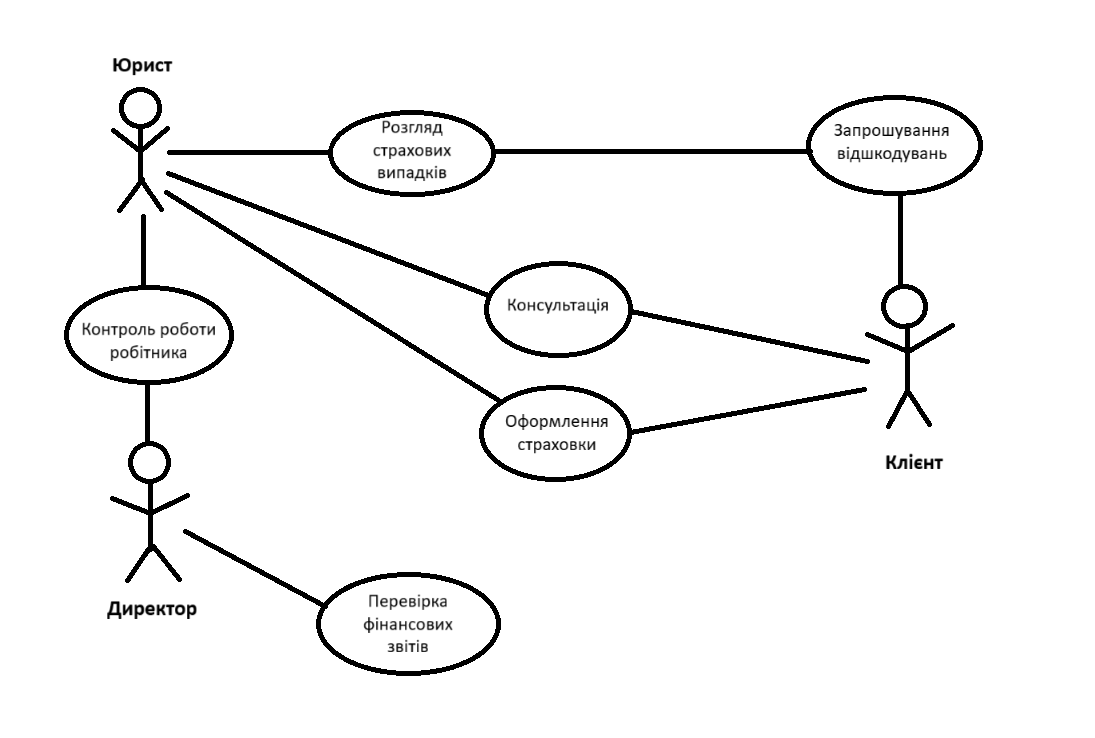 Юрист
Розгляд
страхових
випадків
Запрошування
відшкодувань
Консультація
Контроль роботи
робітника
Оформлення
страховки
Клієнт
Директор
Перевірка
фінансових
звітів